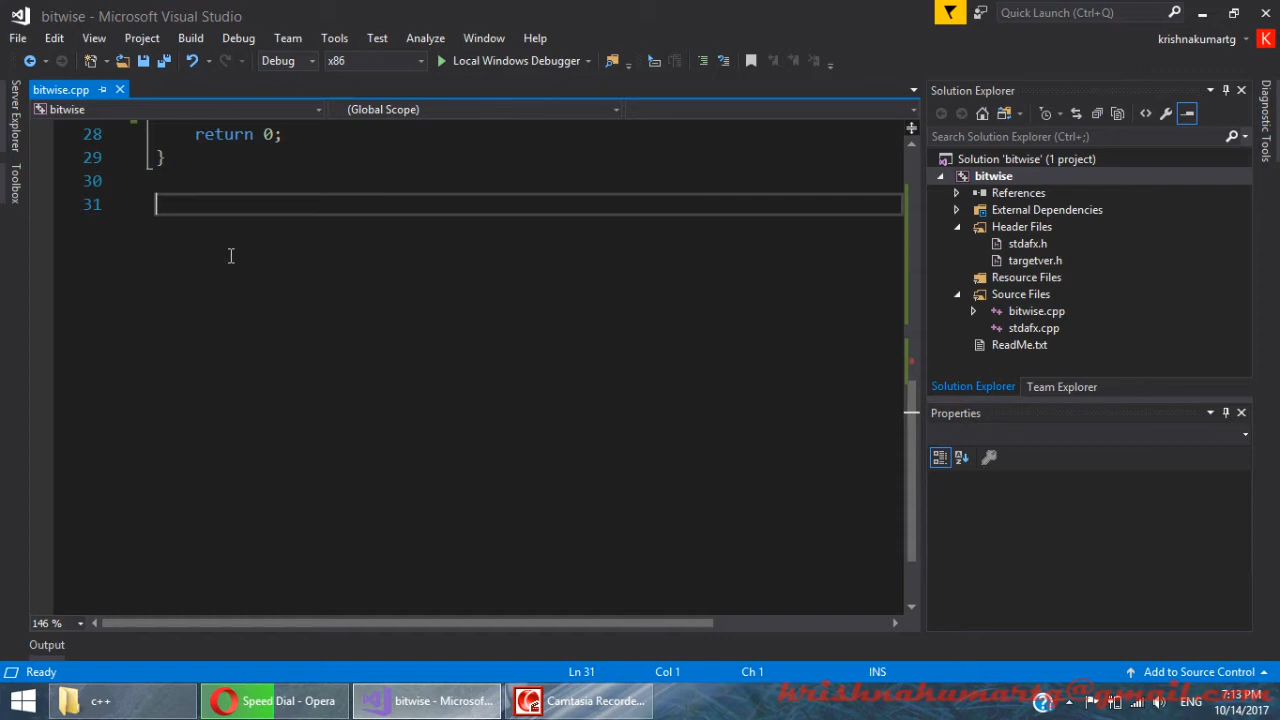 bitwise - Microsoft Visual Studio
Quick Launch (Ctrl+Q)
File Edit View Project Build Debug Team Tools Test Analyze Window Help
krishnakumartg K
Debug x86 Local Windows Debugger
Server Explorer
Toolbox
bitwise.cpp
bitwise (Global Scope)
28 return 0;
29 }
30
31
146 %
Output
Solution Explorer
Search Solution Explorer (Ctrl+;)
Solution 'bitwise' (1 project)
bitwise
References
External Dependencies
Header Files
stdafx.h
targetver.h
Resource Files
Source Files
bitwise.cpp
stdafx.cpp
ReadMe.txt
Solution Explorer Team Explorer
Properties
Diagnostic Tools
Ready Ln 31 Col 1 Ch 1 INS Add to Source Control
c++ Speed Dial - Opera bitwise - Microsof... Camtasia Recorde...
ENG 7:13 PM
10/14/2017